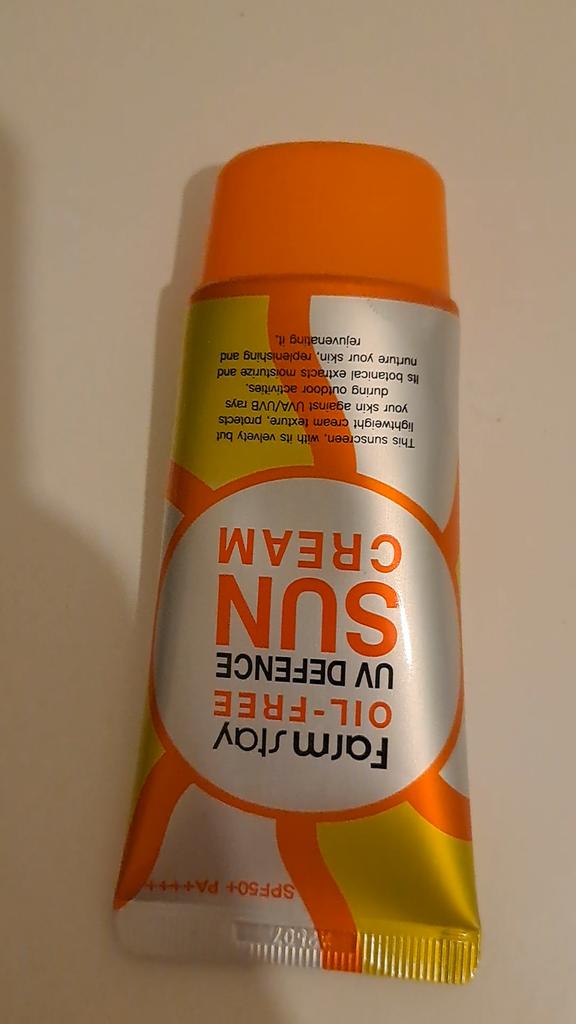 SPF50+ PA++++
Farm stay
OIL-FREE
UV DEFENCE
SUN
CREAM
This sunscreen, with its velvety but
lightweight cream texture, protects
your skin against UVA/UVB rays
during outdoor activities.
Its botanical extracts moisturize and
nurture your skin, replenishing and
rejuvenating it.